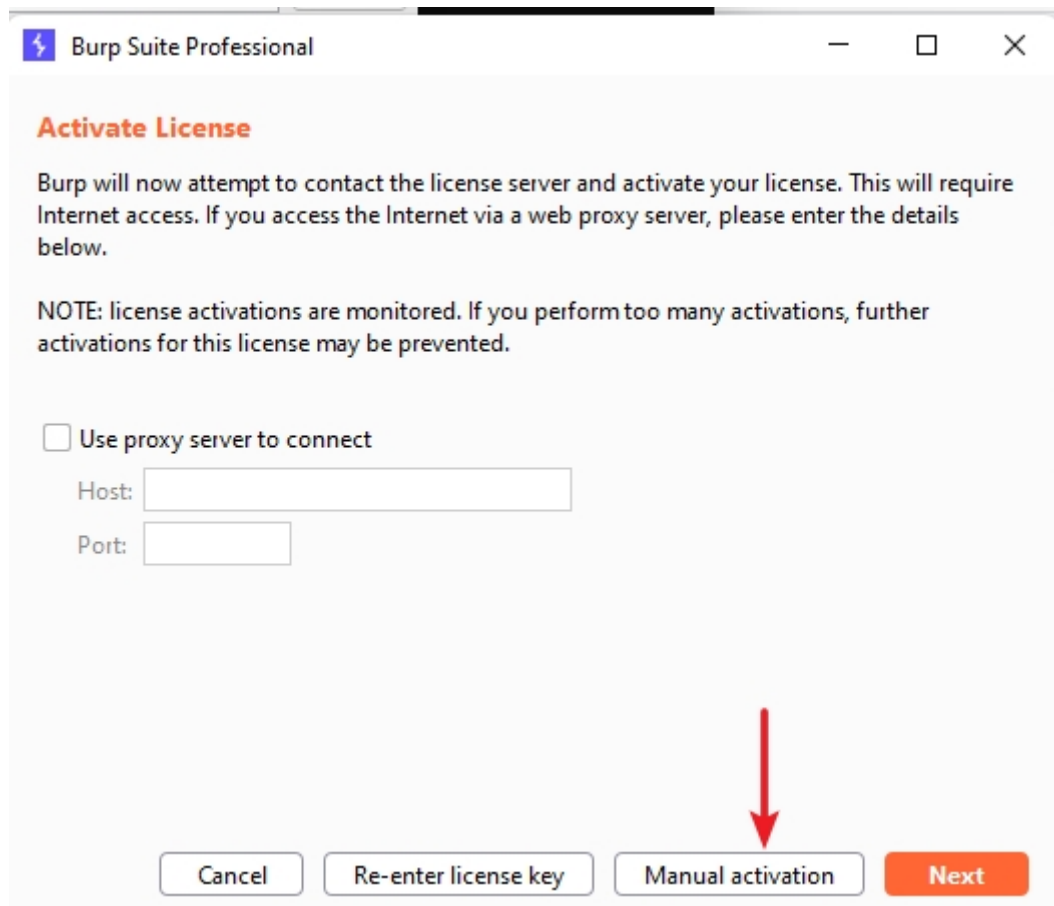 Burp Suite Professional
Activate License
Burp will now attempt to contact the license server and activate your license. This will require
Internet access. If you access the Internet via a web proxy server, please enter the details
below.
NOTE: license activations are monitored. If you perform too many activations, further
activations for this license may be prevented.
Use proxy server to connect
Host:
Port:
Cancel Re-enter license key Manual activation Next